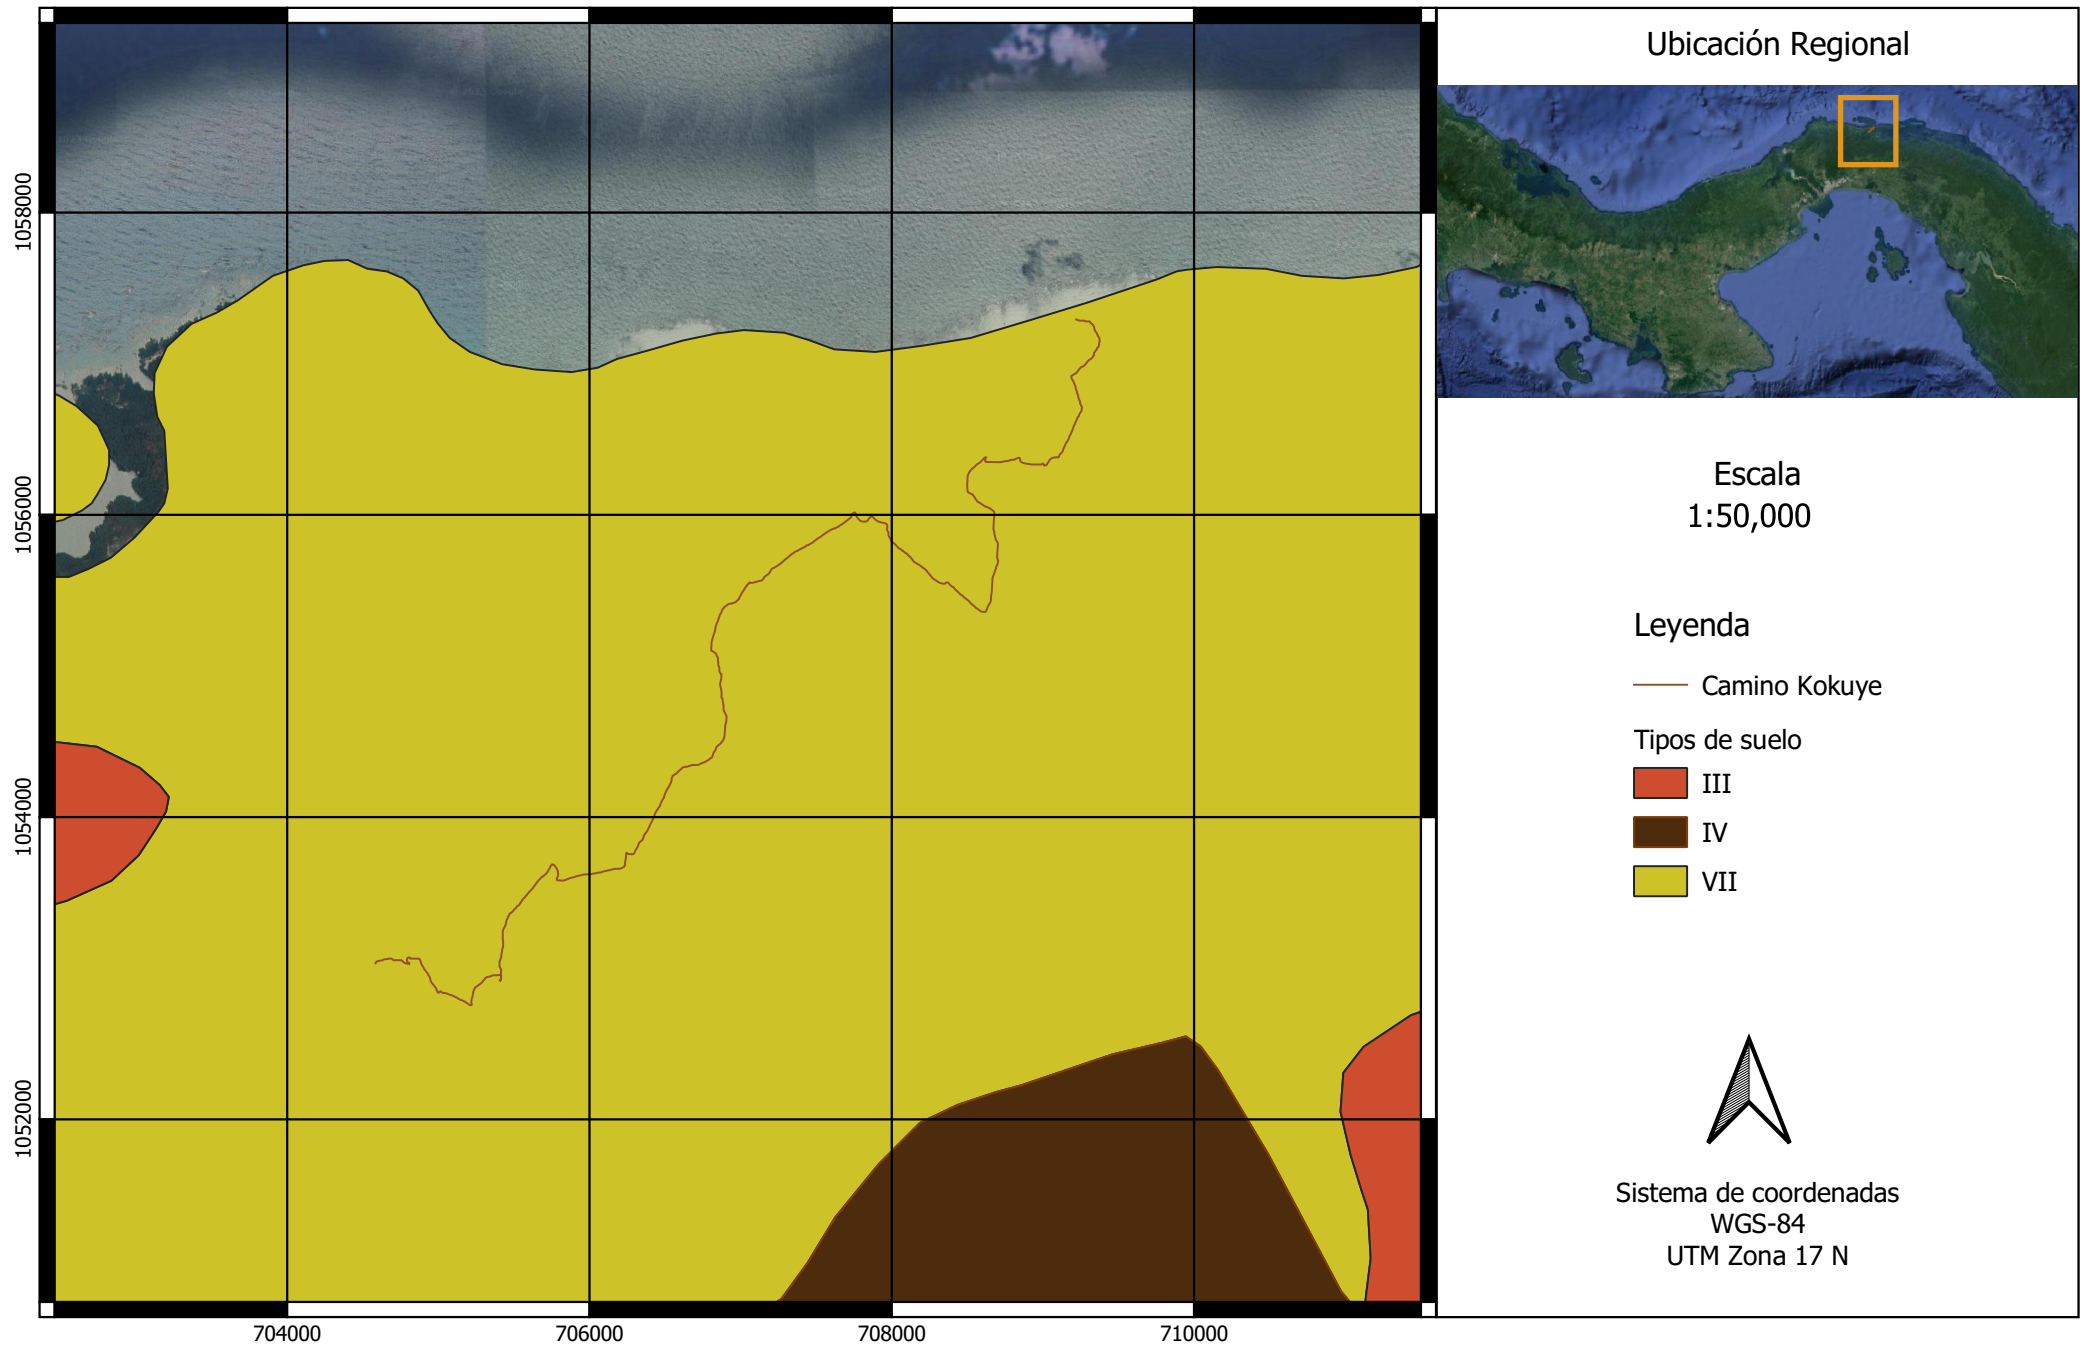 Ubicación Regional
1058000
1056000
1054000
1052000
704000
706000
708000
710000
Escala
1:50,000
Leyenda
Camino Kokuye
Tipos de suelo
III
IV
VII
Sistema de coordenadas
WGS-84
UTM Zona 17 N